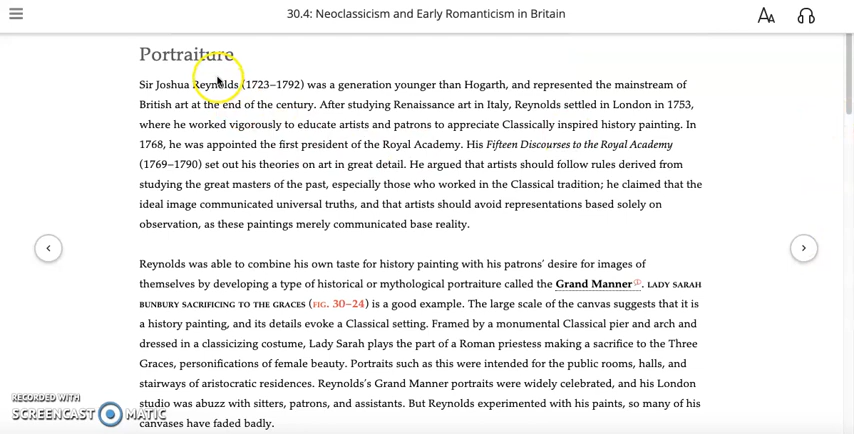 30.4: Neoclassicism and Early Romanticism in Britain
AA
Portraiture
Sir Joshua Reynolds (1723–1792) was a generation younger than Hogarth, and represented the mainstream of
British art at the end of the century. After studying Renaissance art in Italy, Reynolds settled in London in 1753,
where he worked vigorously to educate artists and patrons to appreciate Classically inspired history painting. In
1768, he was appointed the first president of the Royal Academy. His Fifteen Discourses to the Royal Academy
(1769–1790) set out his theories on art in great detail. He argued that artists should follow rules derived from
studying the great masters of the past, especially those who worked in the Classical tradition; he claimed that the
ideal image communicated universal truths, and that artists should avoid representations based solely on
observation, as these paintings merely communicated base reality.
Reynolds was able to combine his own taste for history painting with his patrons' desire for images of
themselves by developing a type of historical or mythological portraiture called the Grand Manner. LADY SARAH
BUNBURY SACRIFICING TO THE GRACES (FIG. 30–24) is a good example. The large scale of the canvas suggests that it is
a history painting, and its details evoke a Classical setting. Framed by a monumental Classical pier and arch and
dressed in a classicizing costume, Lady Sarah plays the part of a Roman priestess making a sacrifice to the Three
Graces, personifications of female beauty. Portraits such as this were intended for the public rooms, halls, and
stairways of aristocratic residences. Reynolds's Grand Manner portraits were widely celebrated, and his London
studio was abuzz with sitters, patrons, and assistants. But Reynolds experimented with his paints, so many of his
canvases have faded badly.
RECORDED WITH
SCREENCAST MATIC